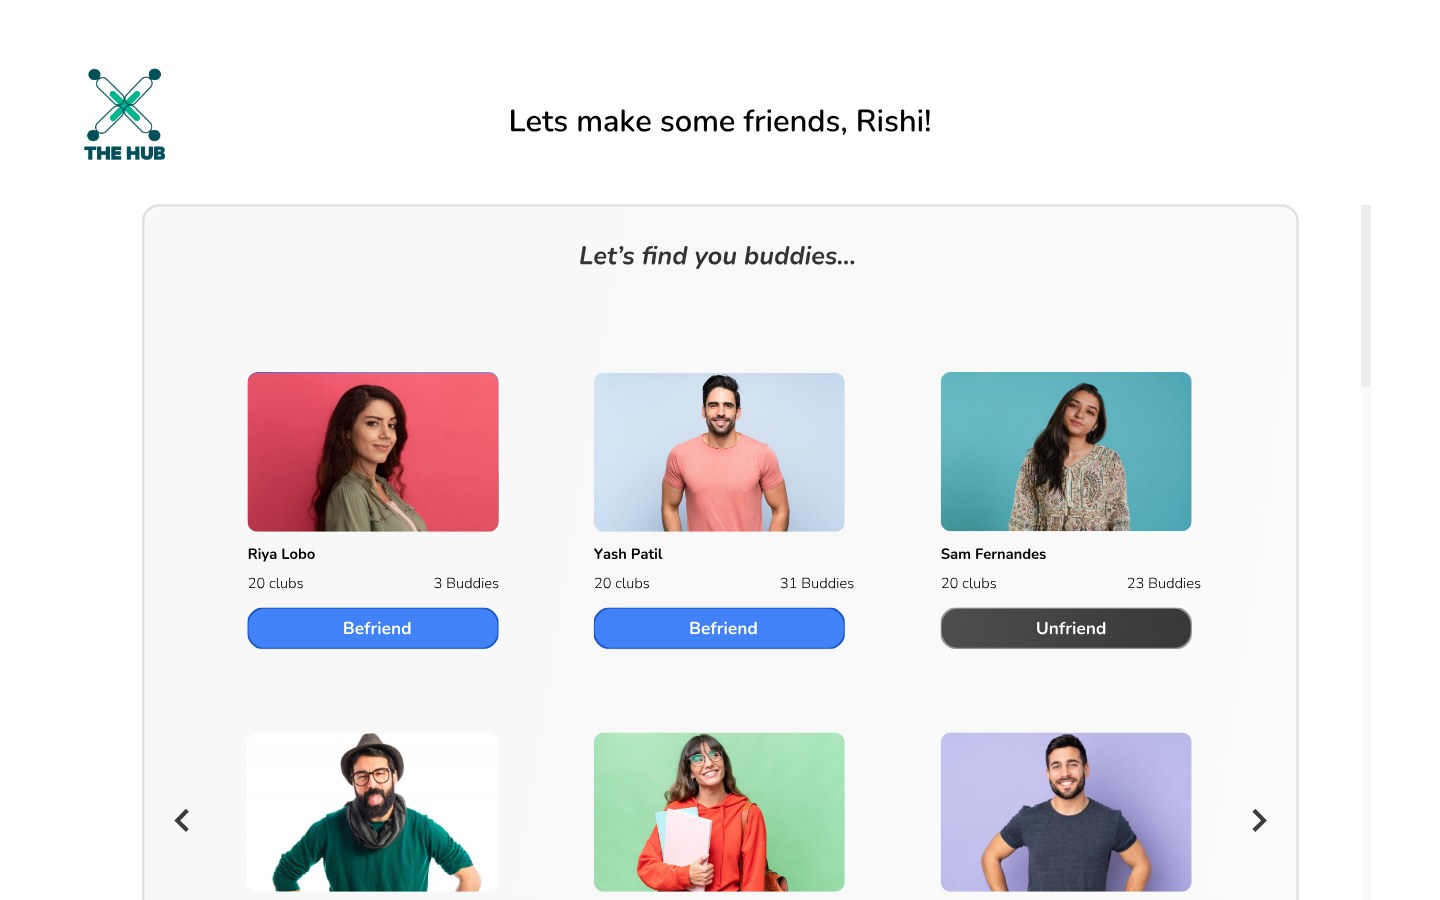 THE HUB
Lets make some friends, Rishi!
Let's find you buddies...
Riya Lobo
20 clubs 3 Buddies
Befriend
Yash Patil
20 clubs 31 Buddies
Befriend
Sam Fernandes
20 clubs 23 Buddies
Unfriend